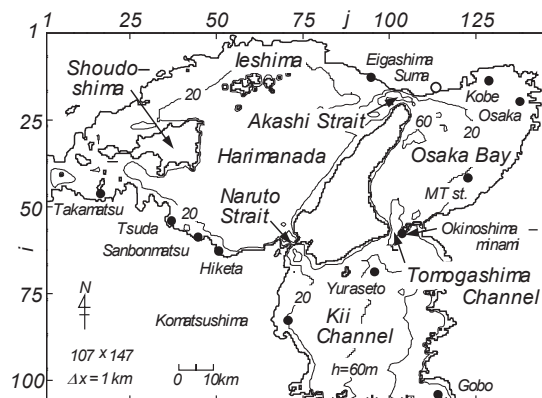 1 25 50 75 100 j
1
25
50
i
75
100
Ieshima
Eigashima
Suma
Shoudo-
shima
20
Kobe
Osaka
Akashi Strait
60
20
Harimanada
Osaka Bay
Naruto
Strait
MT st.
Takamatsu
Tsuda
20
Sanbonmatsu
Hiketa
Okinoshima -
minami
Tomogashima
Channel
N
Yuraseto
20
Kii
Channel
Komatsushima
107 x 147
Δx = 1 km
0 10km
h=60m
Gobo
125